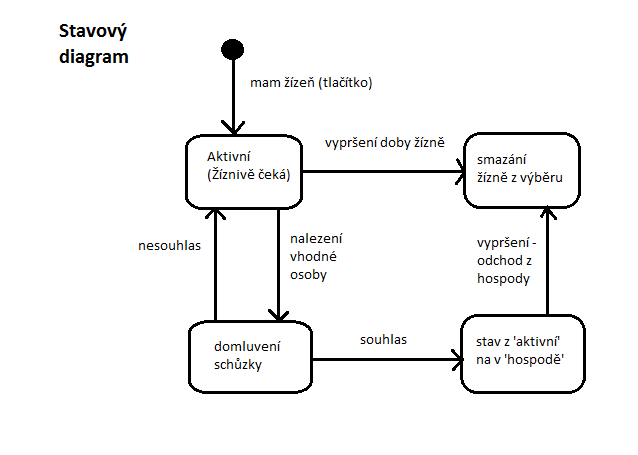 Stavový
diagram
mam žízeň (tlačítko)
Aktivní
(Žíznivě čeká)
vypršení doby žízně
smazání
žízně z výběru
nesouhlas
nalezení
vhodné
osoby
vypršení -
odchod z
hospody
domluvení
schůzky
souhlas
stav z 'aktivní'
na v 'hospodě'